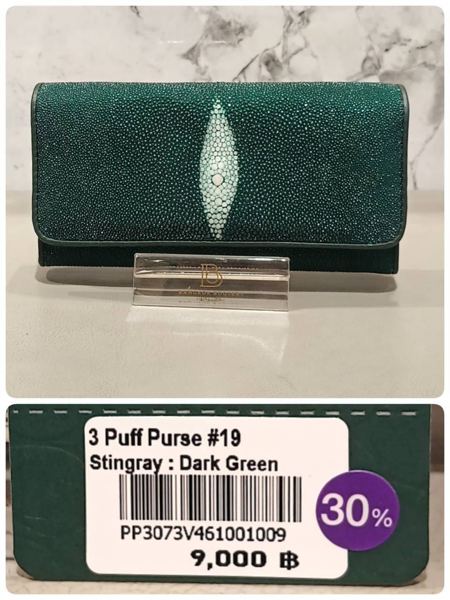 B
3 Puff Purse #19
Stingray : Dark Green
PP3073V461001009
9,000 ฿
30%